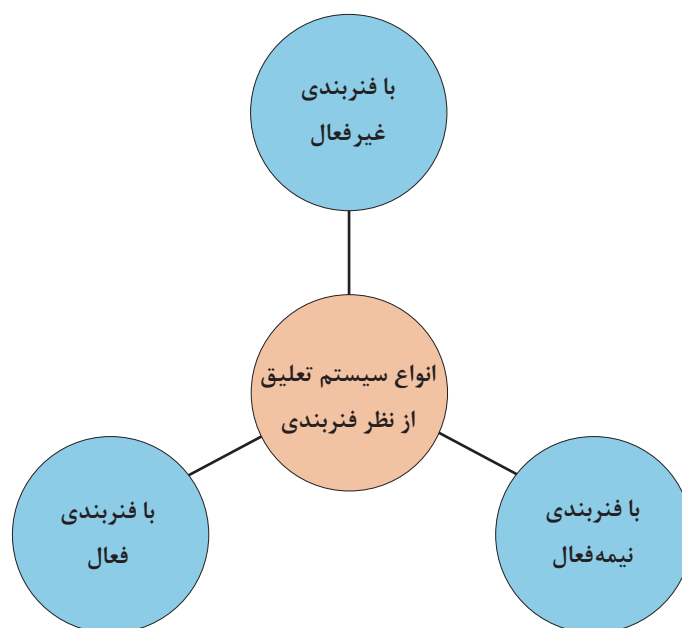 با فنربندی
غیرفعال
انواع سیستم تعلیق
از نظر فنربندی
با فنربندی
نیمه‌فعال
با فنربندی
فعال